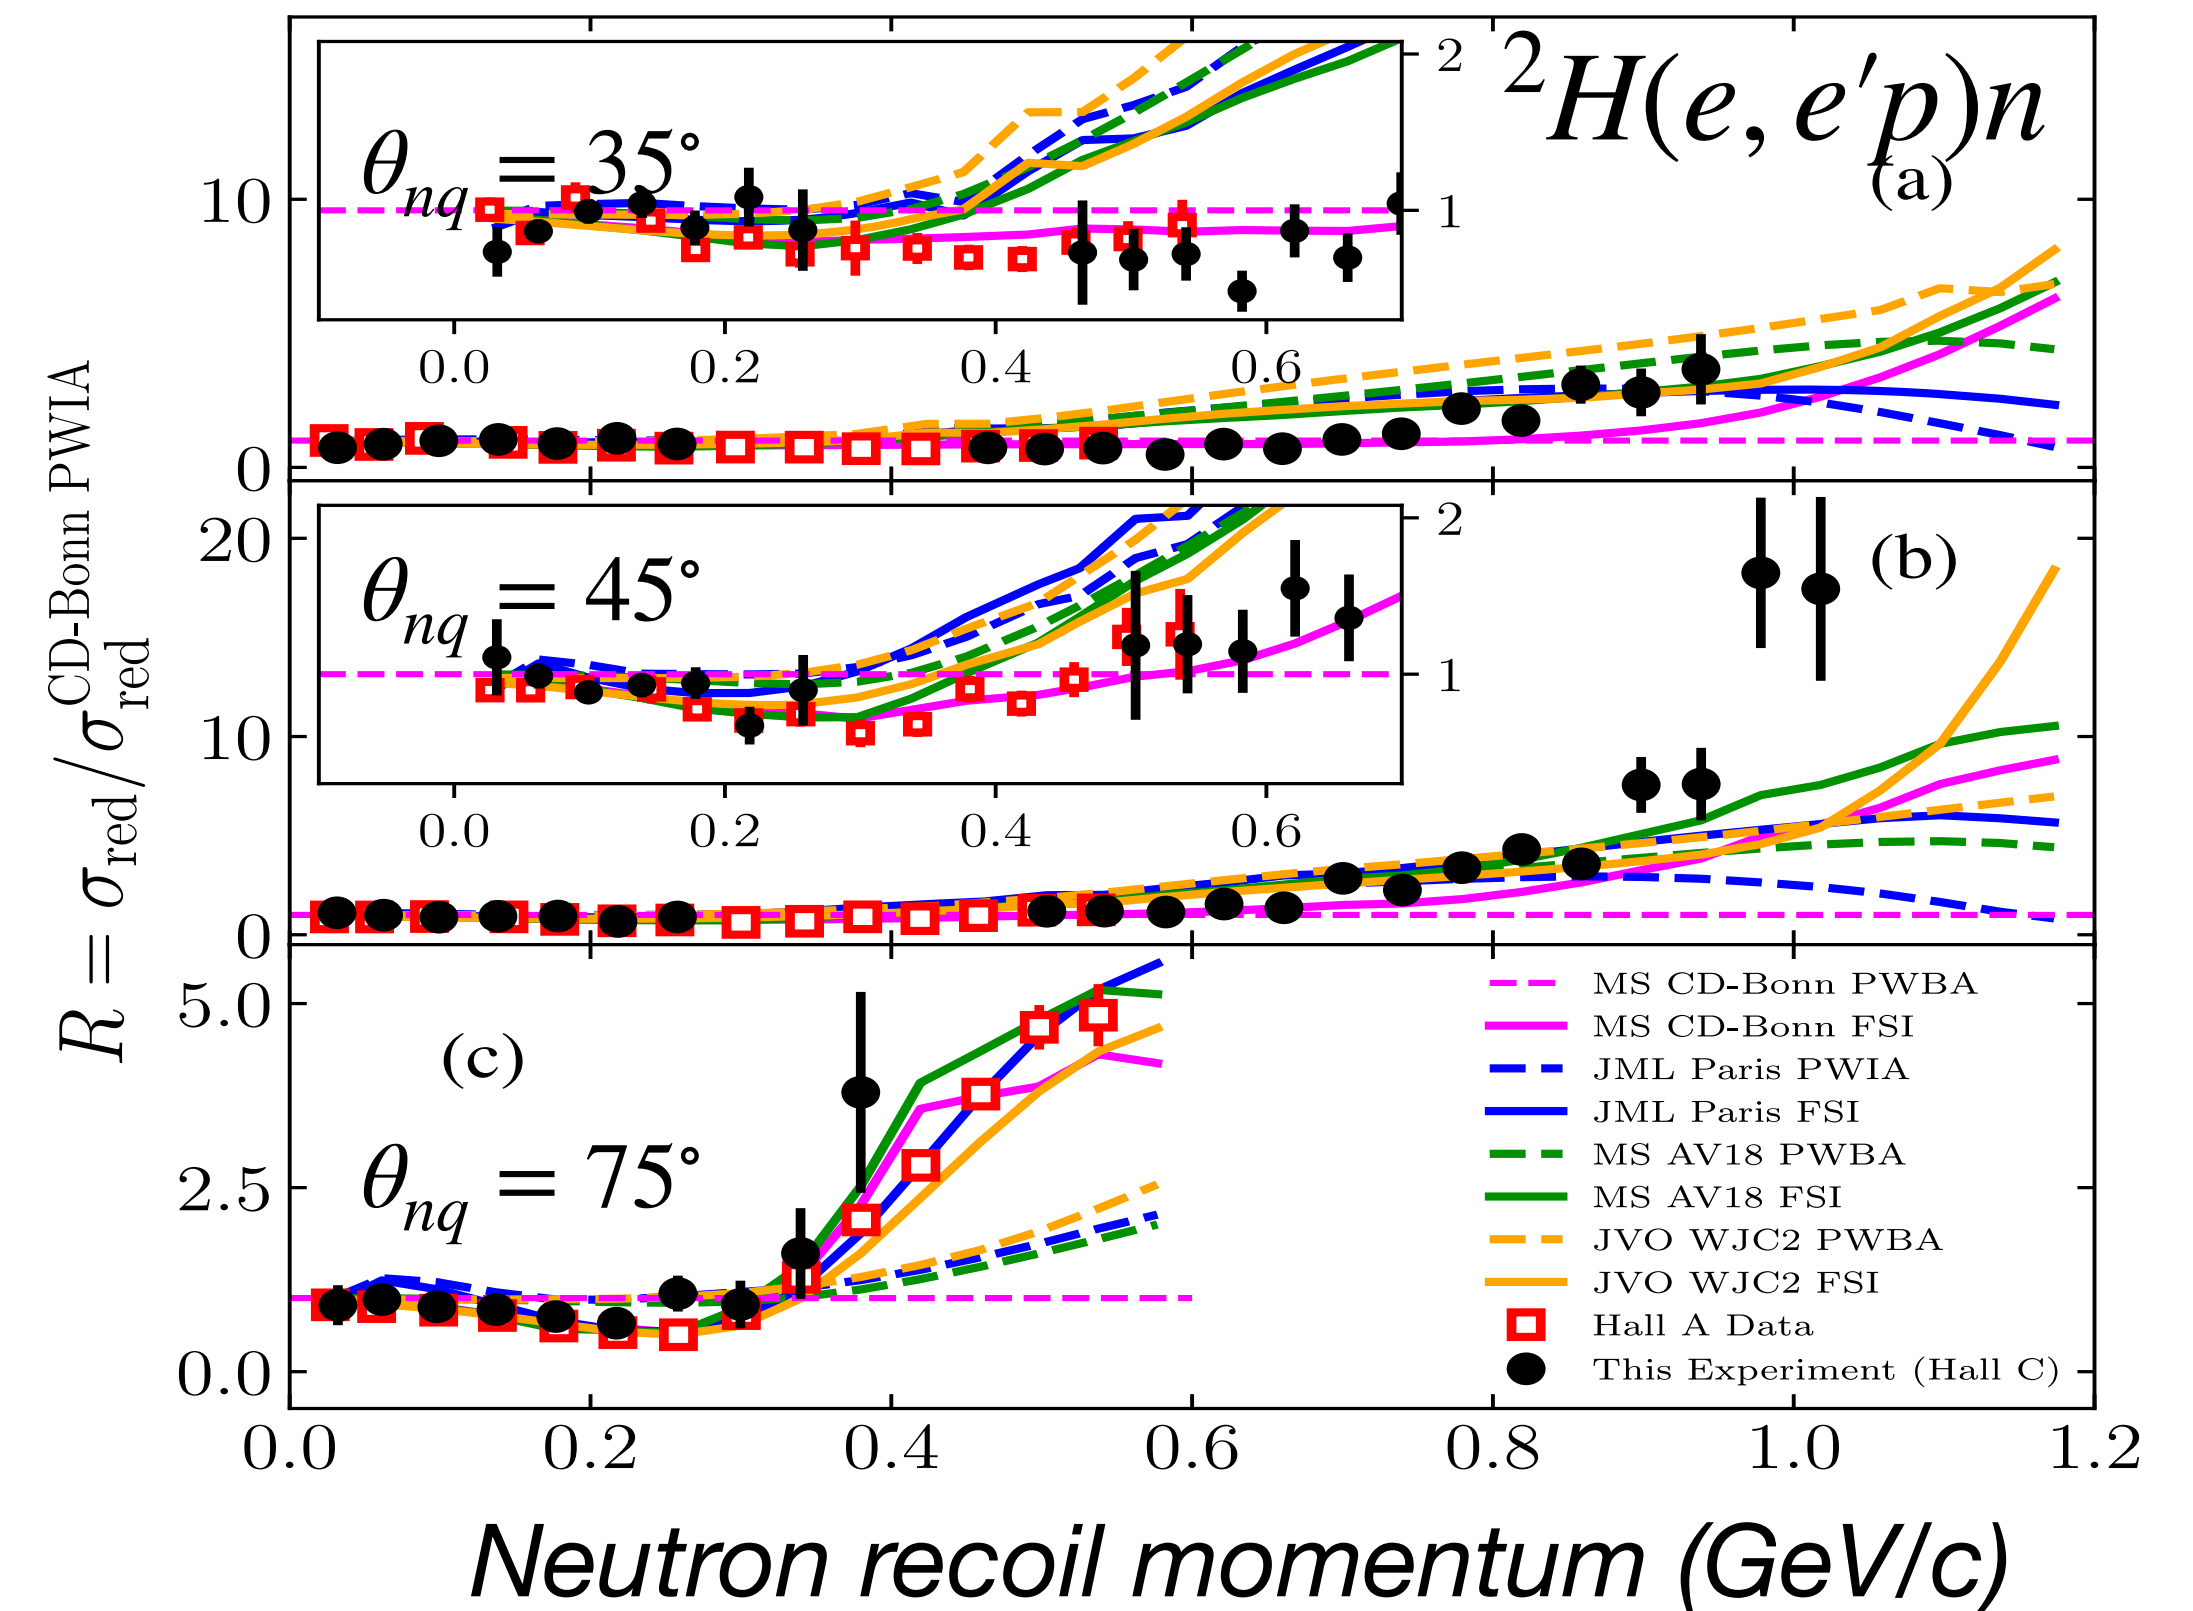 ²H(e, e′p)n
(a)
θnq = 35°
2
1
0.0 0.2 0.4 0.6
10
0
(b)
θnq = 45°
2
1
0.0 0.2 0.4 0.6
20
10
0
(c)
θnq = 75°
5.0
2.5
0.0
MS CD-Bonn PWBA
MS CD-Bonn FSI
JML Paris PWIA
JML Paris FSI
MS AV18 PWBA
MS AV18 FSI
JVO WJC2 PWBA
JVO WJC2 FSI
Hall A Data
This Experiment (Hall C)
0.0 0.2 0.4 0.6 0.8 1.0 1.2
Neutron recoil momentum (GeV/c)
R = σred/σred CD-Bonn PWIA